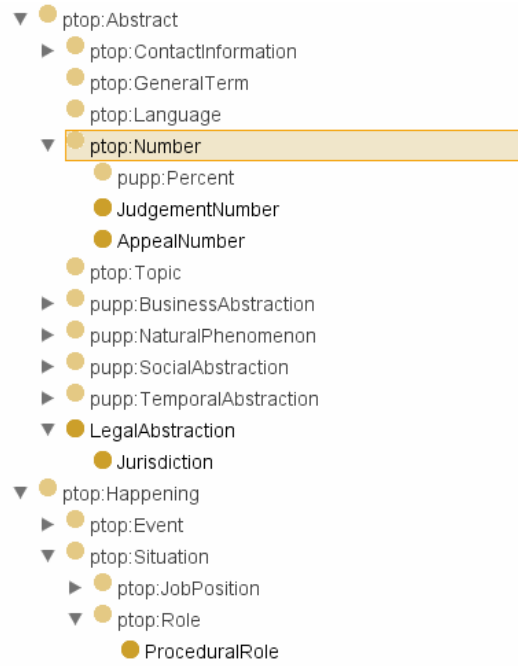 ptop:Abstract
ptop:ContactInformation
ptop:GeneralTerm
ptop:Language
ptop:Number
pupp:Percent
JudgementNumber
AppealNumber
ptop:Topic
pupp:BusinessAbstraction
pupp:NaturalPhenomenon
pupp:SocialAbstraction
pupp:TemporalAbstraction
LegalAbstraction
Jurisdiction
ptop:Happening
ptop:Event
ptop:Situation
ptop:JobPosition
ptop:Role
ProceduralRole